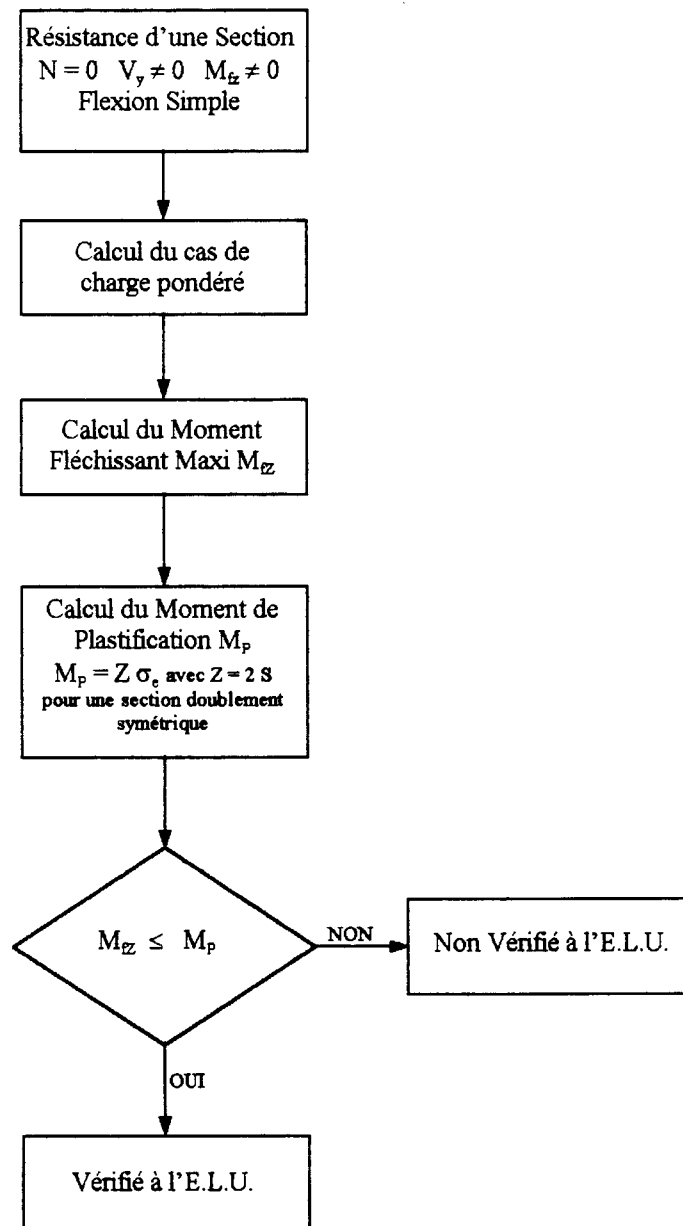 Résistance d'une Section
N = 0 V_y ≠ 0 M_fz ≠ 0
Flexion Simple
Calcul du cas de
charge pondéré
Calcul du Moment
Fléchissant Maxi M_fZ
Calcul du Moment de
Plastification M_P
M_P = Z σ_e avec Z = 2 S
pour une section doublement
symétrique
M_fZ ≤ M_P
NON
Non Vérifié à l'E.L.U.
OUI
Vérifié à l'E.L.U.